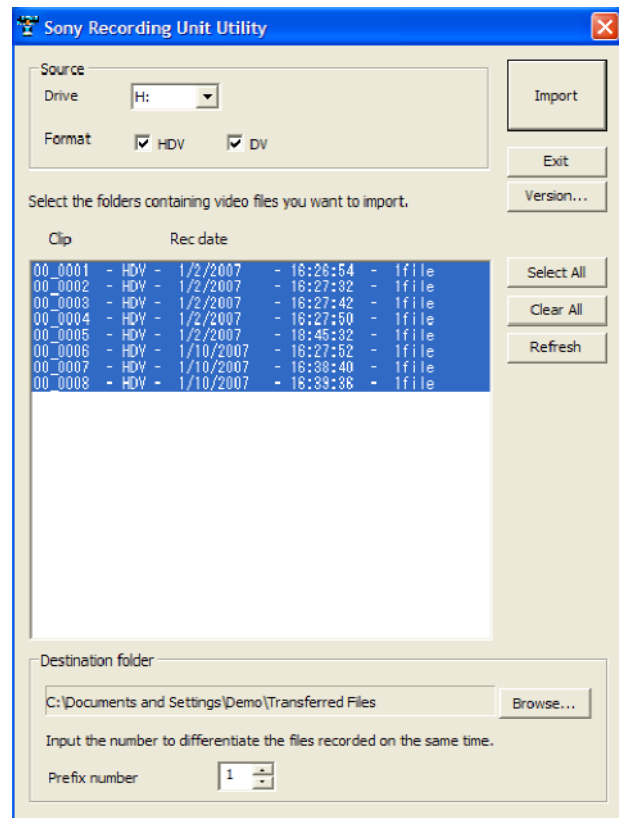 Sony Recording Unit Utility
Source
Drive H:
Import
Format HDV DV
Exit
Select the folders containing video files you want to import.
Version...
Clip Rec date
00_0001 - HDV - 1/2/2007 - 16:26:54 - 1file
00_0002 - HDV - 1/2/2007 - 16:27:32 - 1file
00_0003 - HDV - 1/2/2007 - 16:27:42 - 1file
00_0004 - HDV - 1/2/2007 - 16:27:50 - 1file
00_0005 - HDV - 1/2/2007 - 18:45:32 - 1file
00_0006 - HDV - 1/10/2007 - 16:27:52 - 1file
00_0007 - HDV - 1/10/2007 - 16:38:40 - 1file
00_0008 - HDV - 1/10/2007 - 16:39:36 - 1file
Select All
Clear All
Refresh
Destination folder
C:\Documents and Settings\Demo\Transferred Files
Browse...
Input the number to differentiate the files recorded on the same time.
Prefix number 1